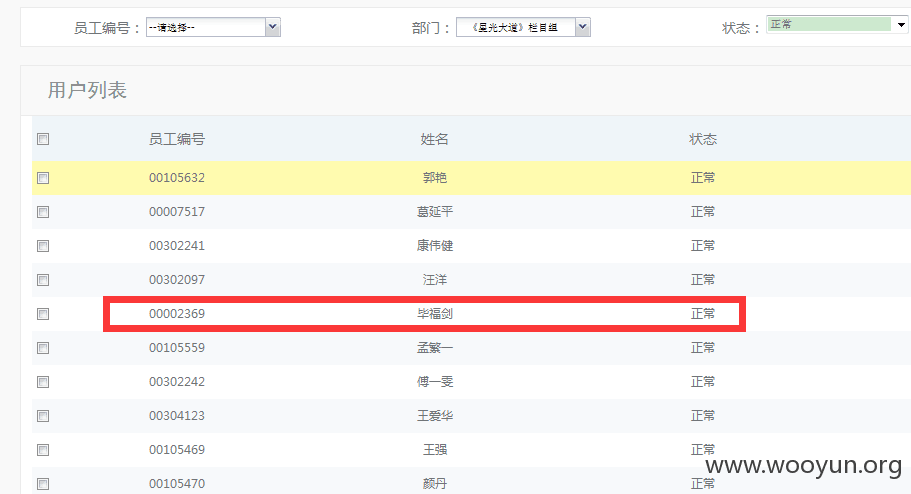 员工编号： --请选择-- 部门： 《星光大道》栏目组 状态： 正常
用户列表
员工编号 姓名 状态
00105632 郭艳 正常
00007517 葛延平 正常
00302241 康伟健 正常
00302097 汪洋 正常
00002369 毕福剑 正常
00105559 孟繁一 正常
00302242 傅一雯 正常
00304123 王爱华 正常
00105469 王强 正常
www.wooyun.org
00105470 颜丹 正常